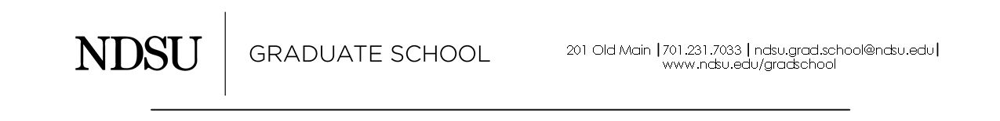 NDSU GRADUATE SCHOOL
201 Old Main |701.231.7033 | ndsu.grad.school@ndsu.edu|
www.ndsu.edu/gradschool